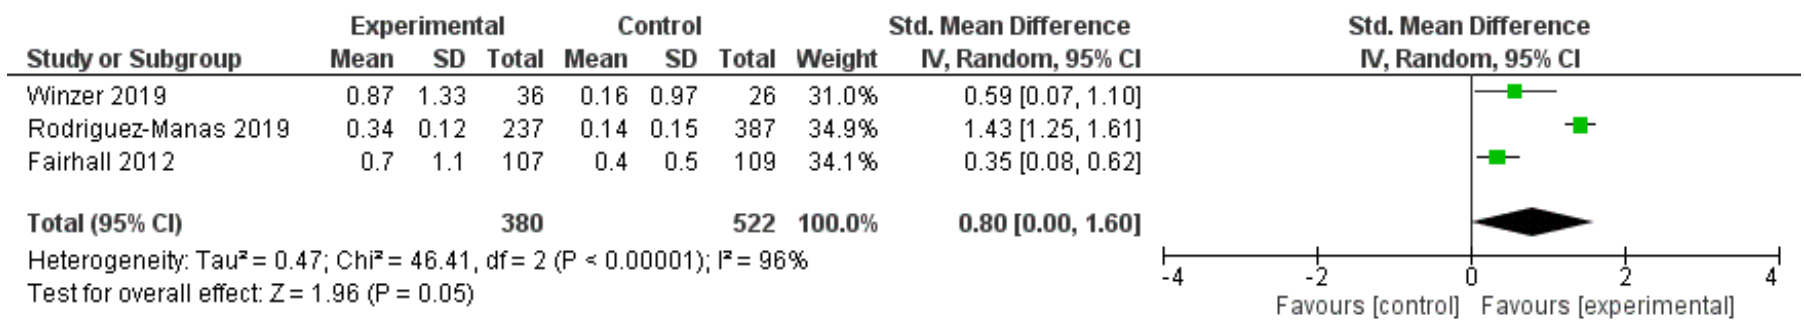 Experimental Control Std. Mean Difference Std. Mean Difference
Study or Subgroup Mean SD Total Mean SD Total Weight IV, Random, 95% CI IV, Random, 95% CI
Winzer 2019 0.87 1.33 36 0.16 0.97 26 31.0% 0.59 [0.07, 1.10]
Rodriguez-Manas 2019 0.34 0.12 237 0.14 0.15 387 34.9% 1.43 [1.25, 1.61]
Fairhall 2012 0.7 1.1 107 0.4 0.5 109 34.1% 0.35 [0.08, 0.62]
Total (95% CI) 380 522 100.0% 0.80 [0.00, 1.60]
Heterogeneity: Tau² = 0.47; Chi² = 46.41, df = 2 (P < 0.00001); I² = 96%
Test for overall effect: Z = 1.96 (P = 0.05)
-4 -2 0 2 4
Favours [control] Favours [experimental]